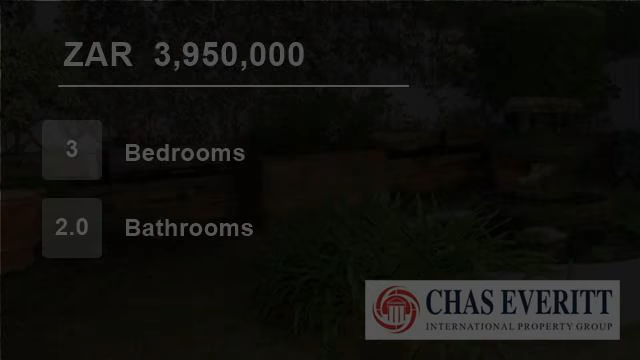 ZAR 3,950,000
3 Bedrooms
2.0 Bathrooms
CHAS EVERITT
INTERNATIONAL PROPERTY GROUP